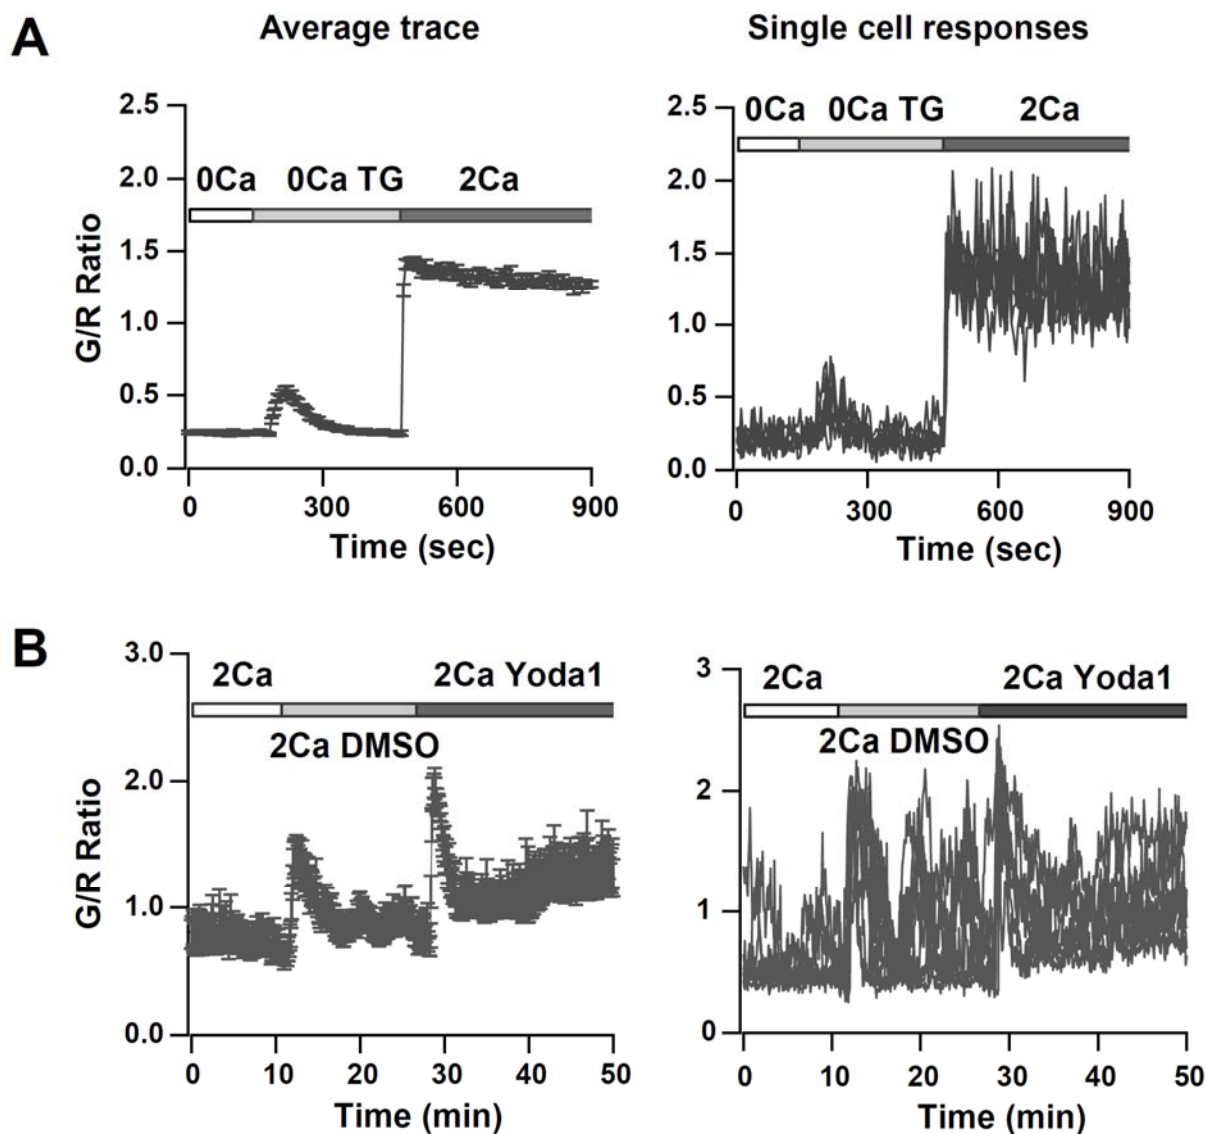 A
Average trace
Single cell responses
2.5
2.0
1.5
1.0
0.5
0.0
G/R Ratio
0Ca 0Ca TG 2Ca
0 300 600 900
Time (sec)
2.5
2.0
1.5
1.0
0.5
0.0
0Ca 0Ca TG 2Ca
0 300 600 900
Time (sec)
B
3.0
2.0
1.0
0.0
G/R Ratio
2Ca 2Ca Yoda1
2Ca DMSO
0 10 20 30 40 50
Time (min)
3
2
1
0
2Ca 2Ca Yoda1
2Ca DMSO
0 10 20 30 40 50
Time (min)